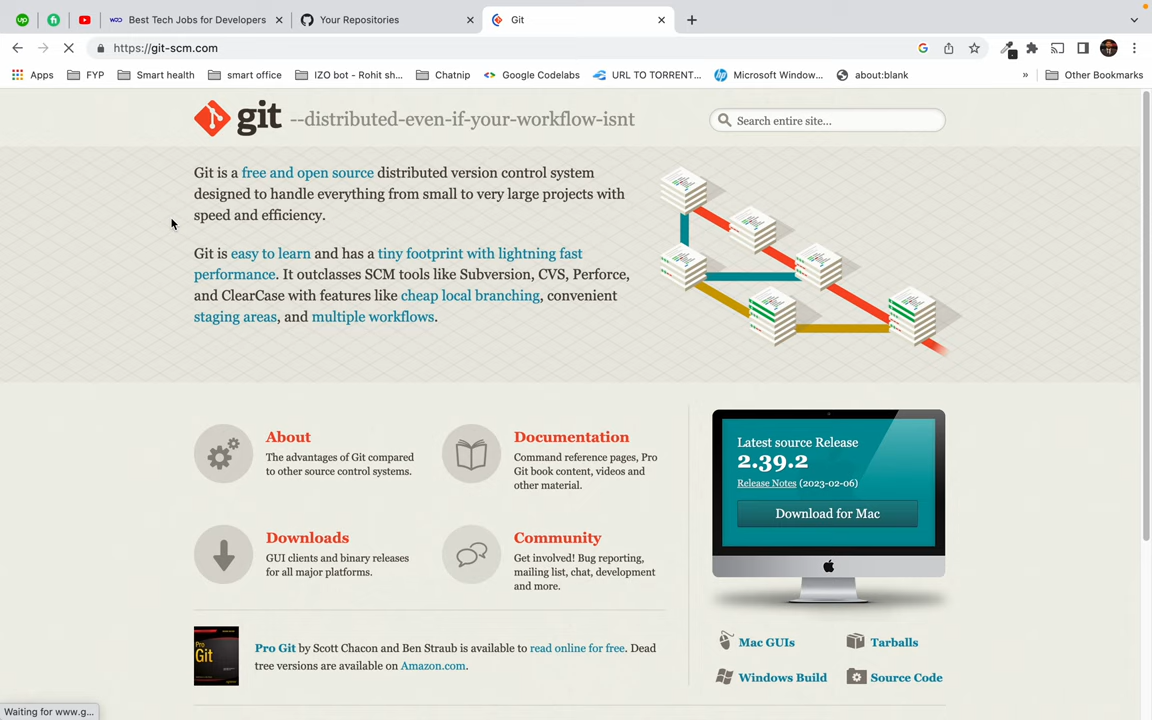 Best Tech Jobs for Developers
Your Repositories
Git
https://git-scm.com
Apps
FYP
Smart health
smart office
IZO bot - Rohit sh...
Chatnip
Google Codelabs
URL TO TORRENT...
Microsoft Window...
about:blank
»
Other Bookmarks
git --distributed-even-if-your-workflow-isnt
Search entire site...
Git is a free and open source distributed version control system
designed to handle everything from small to very large projects with
speed and efficiency.
Git is easy to learn and has a tiny footprint with lightning fast
performance. It outclasses SCM tools like Subversion, CVS, Perforce,
and ClearCase with features like cheap local branching, convenient
staging areas, and multiple workflows.
About
The advantages of Git compared
to other source control systems.
Documentation
Command reference pages, Pro
Git book content, videos and
other material.
Downloads
GUI clients and binary releases
for all major platforms.
Community
Get involved! Bug reporting,
mailing list, chat, development
and more.
Latest source Release
2.39.2
Release Notes (2023-02-06)
Download for Mac
Pro
Git
Pro Git by Scott Chacon and Ben Straub is available to read online for free. Dead
tree versions are available on Amazon.com.
Mac GUIs
Tarballs
Windows Build
Source Code
Waiting for www.g...